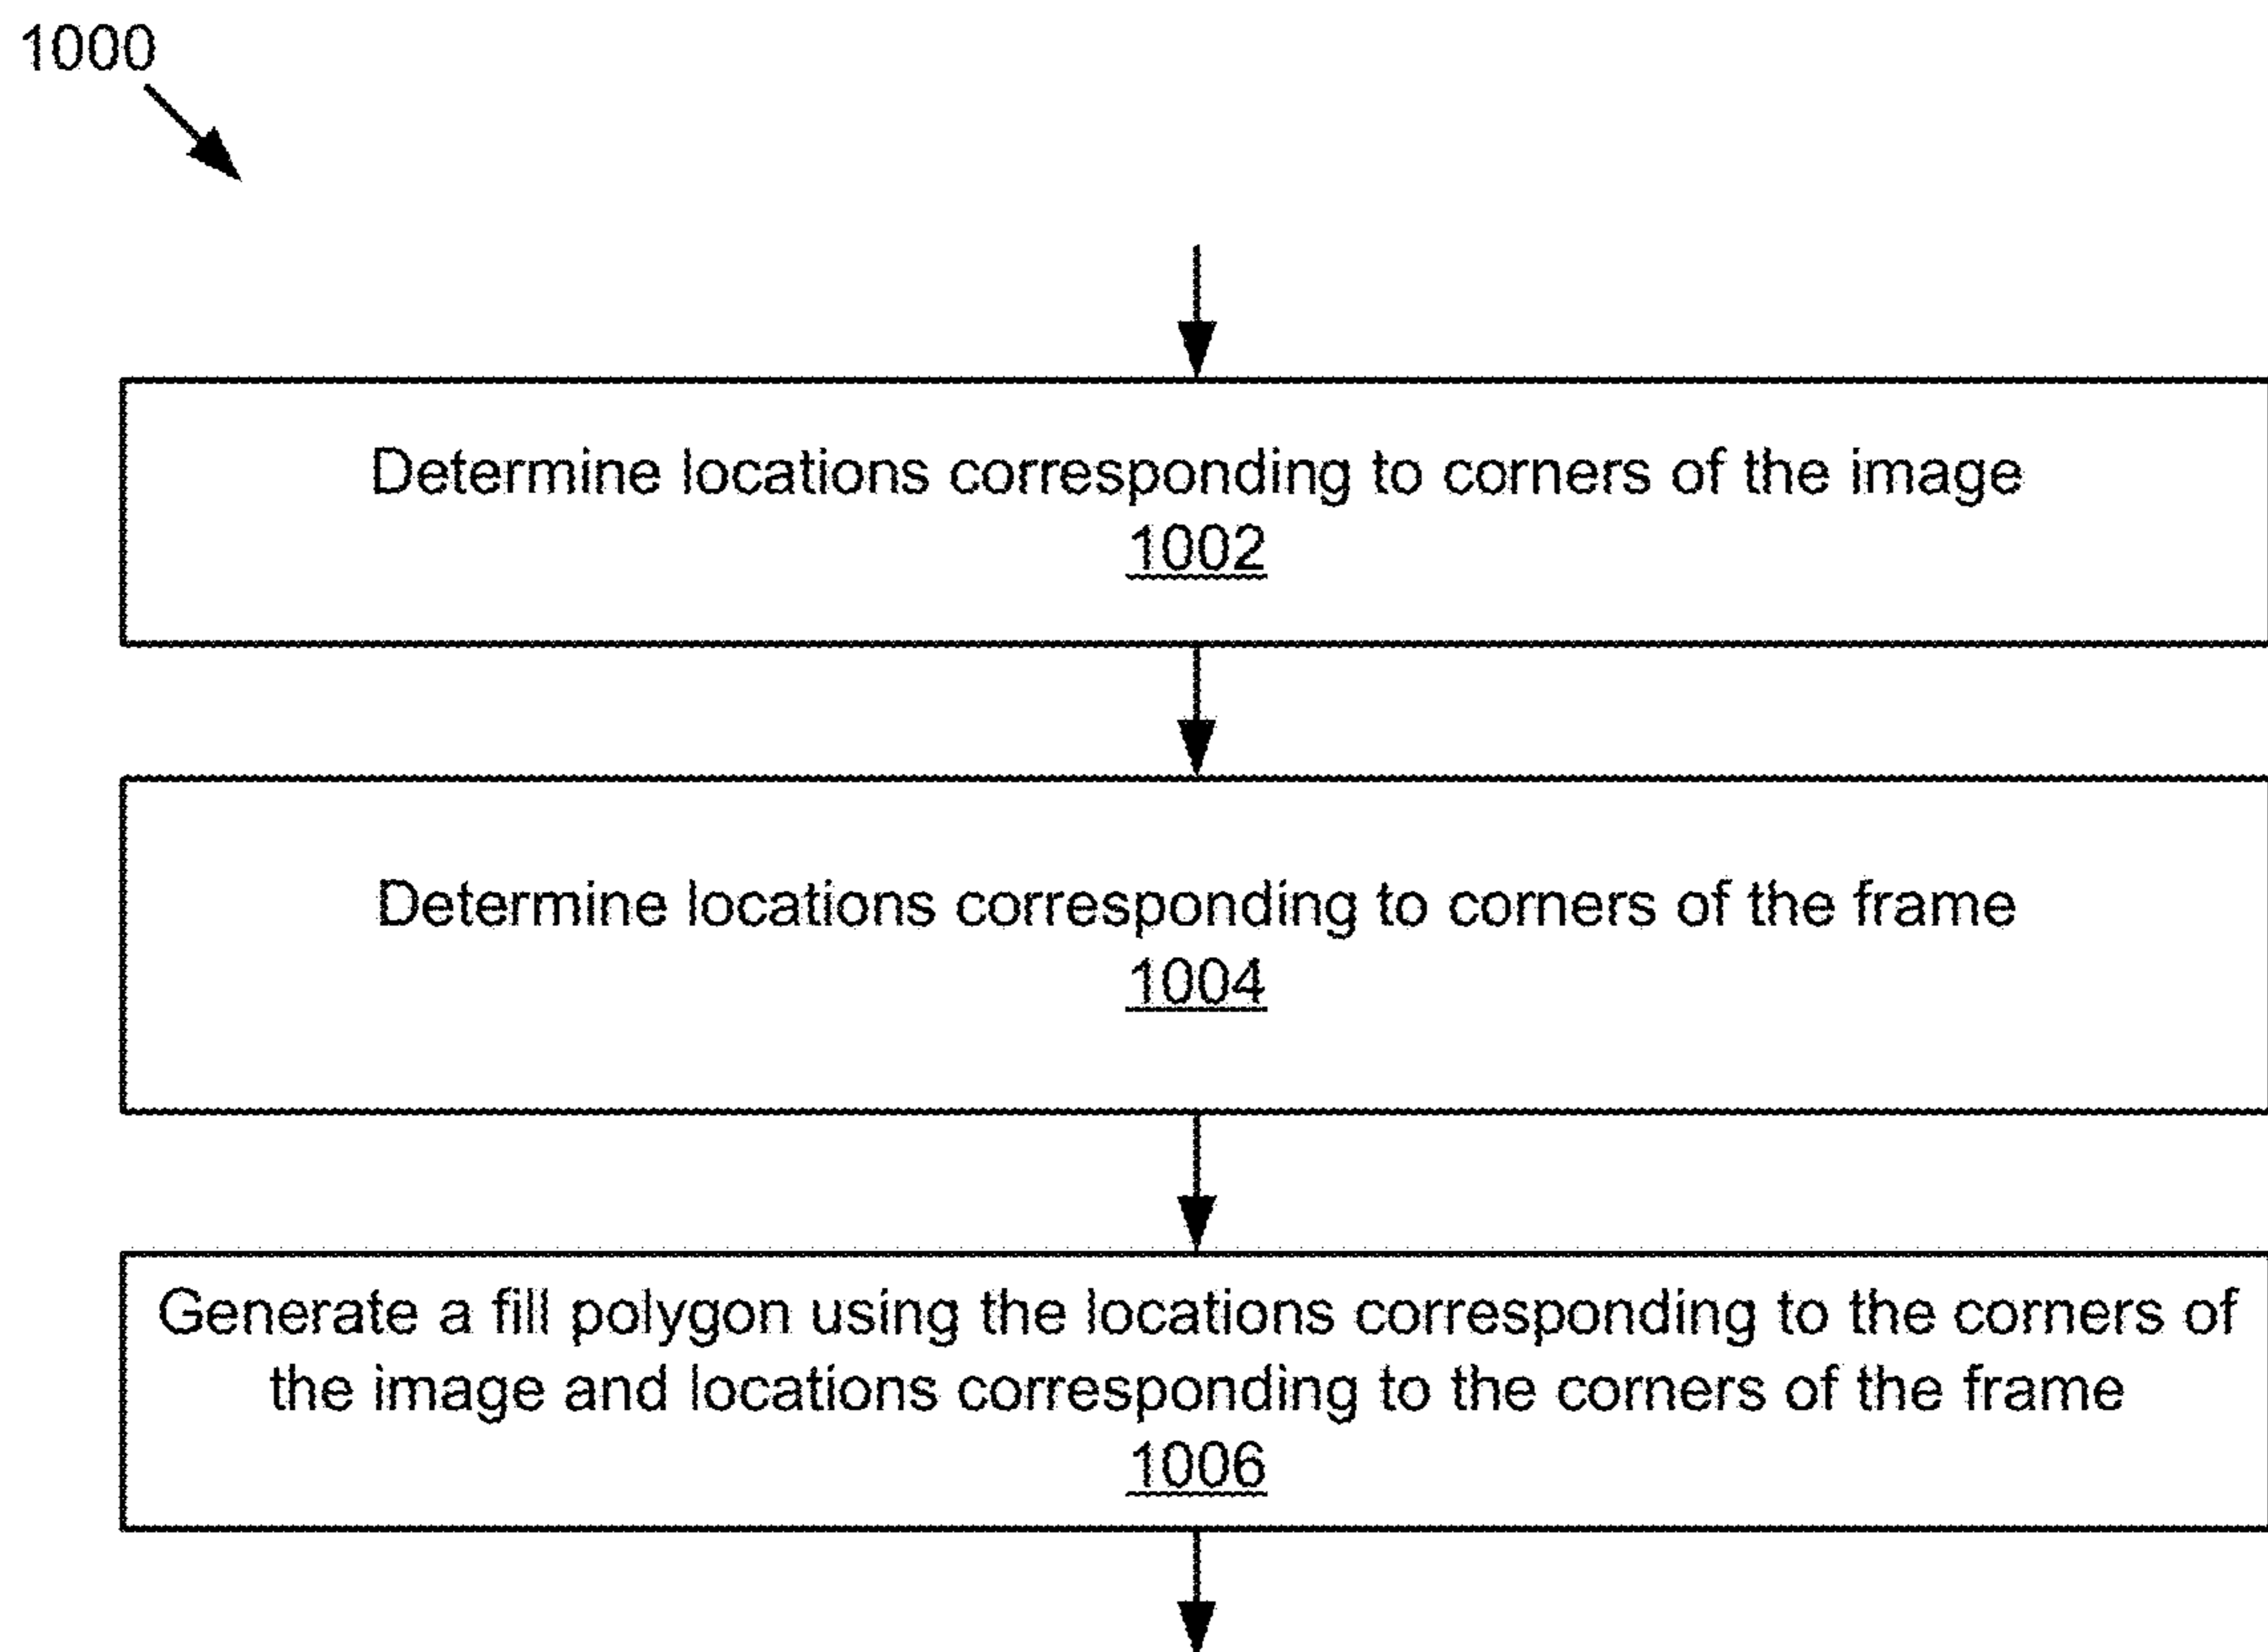 1000
Determine locations corresponding to corners of the image
1002
Determine locations corresponding to corners of the frame
1004
Generate a fill polygon using the locations corresponding to the corners of
the image and locations corresponding to the corners of the frame
1006